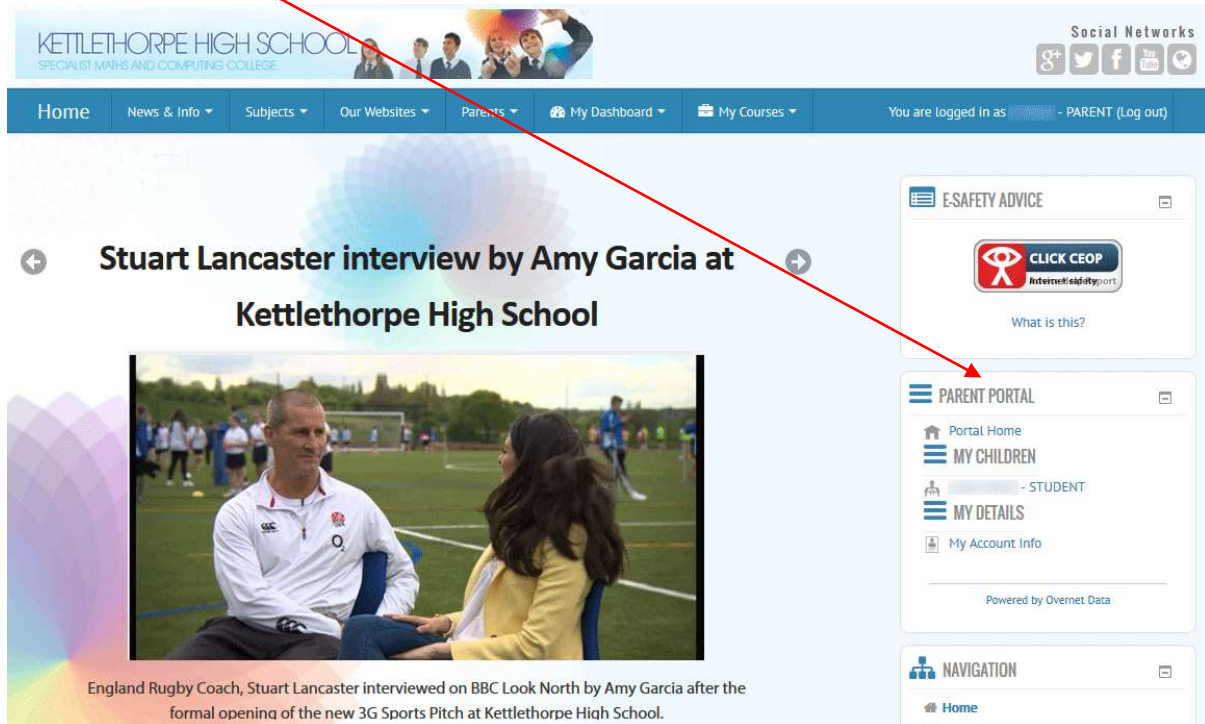 KETTLETHORPE HIGH SCHOOL
SPECIALIST MATHS AND COMPUTING COLLEGE
Social Networks
g+
f
You
Tube
Home
News & Info
Subjects
Our Websites
Parents
My Dashboard
My Courses
You are logged in as - PARENT (Log out)
Stuart Lancaster interview by Amy Garcia at
Kettlethorpe High School
O2
England Rugby Coach, Stuart Lancaster interviewed on BBC Look North by Amy Garcia after the
formal opening of the new 3G Sports Pitch at Kettlethorpe High School.
E-SAFETY ADVICE
CLICK CEOP
What is this?
PARENT PORTAL
Portal Home
MY CHILDREN
- STUDENT
MY DETAILS
My Account Info
Powered by Overnet Data
NAVIGATION
Home